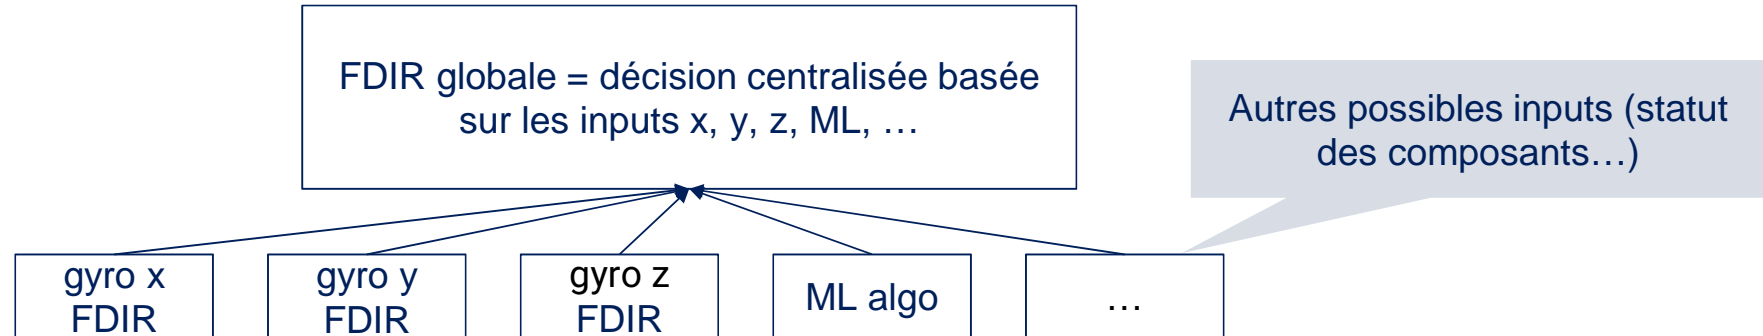 FDIR globale = décision centralisée basée
sur les inputs x, y, z, ML, …
Autres possibles inputs (statut
des composants…)
gyro x
FDIR
gyro y
FDIR
gyro z
FDIR
ML algo
…